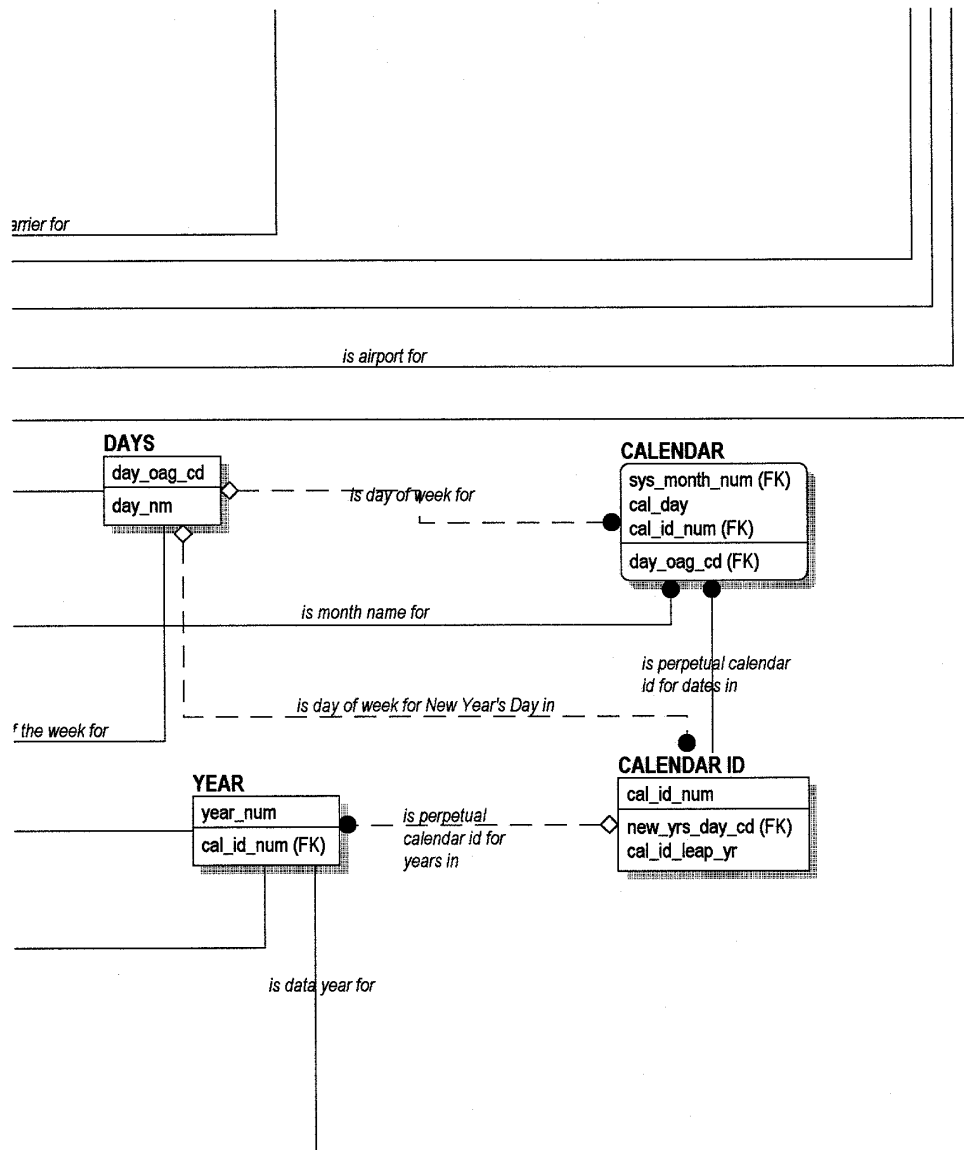 arrier for
is airport for
DAYS
day_oag_cd
day_nm
is day of week for
CALENDAR
sys_month_num (FK)
cal_day
cal_id_num (FK)
day_oag_cd (FK)
is month name for
is perpetual calendar
id for dates in
is day of week for New Year's Day in
the week for
CALENDAR ID
cal_id_num
new_yrs_day_cd (FK)
cal_id_leap_yr
YEAR
year_num
cal_id_num (FK)
is perpetual
calendar id for
years in
is data year for